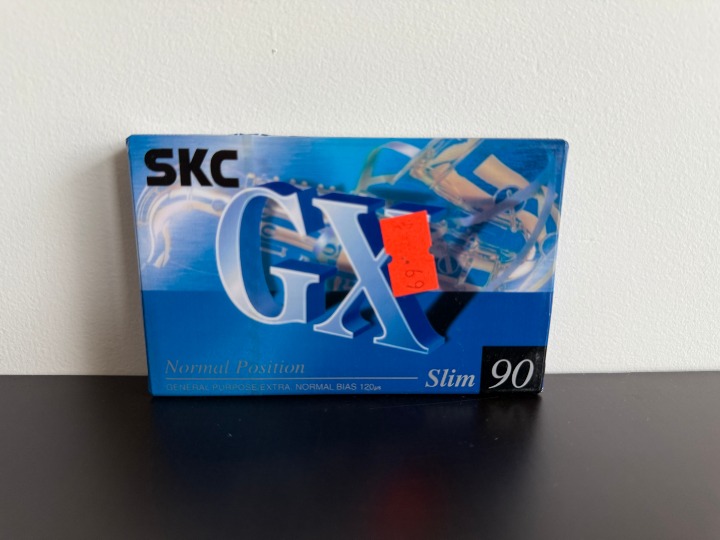 SKC
GX
Normal Position
GENERAL PURPOSE EXTRA NORMAL BIAS 120µs
Slim 90